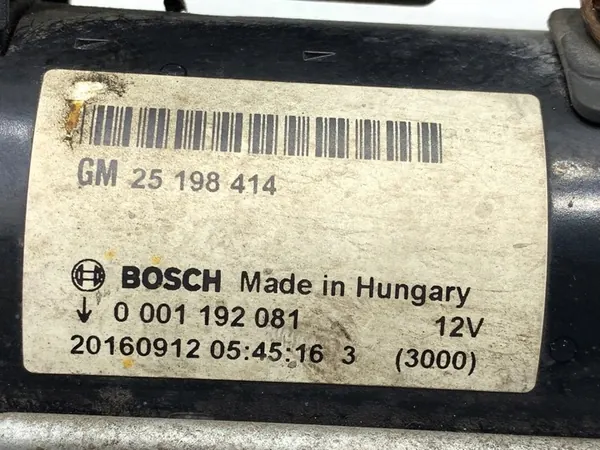 GM 25 198 414
BOSCH Made in Hungary
↓ 0 001 192 081 12V
20160912 05:45:16 3 (3000)